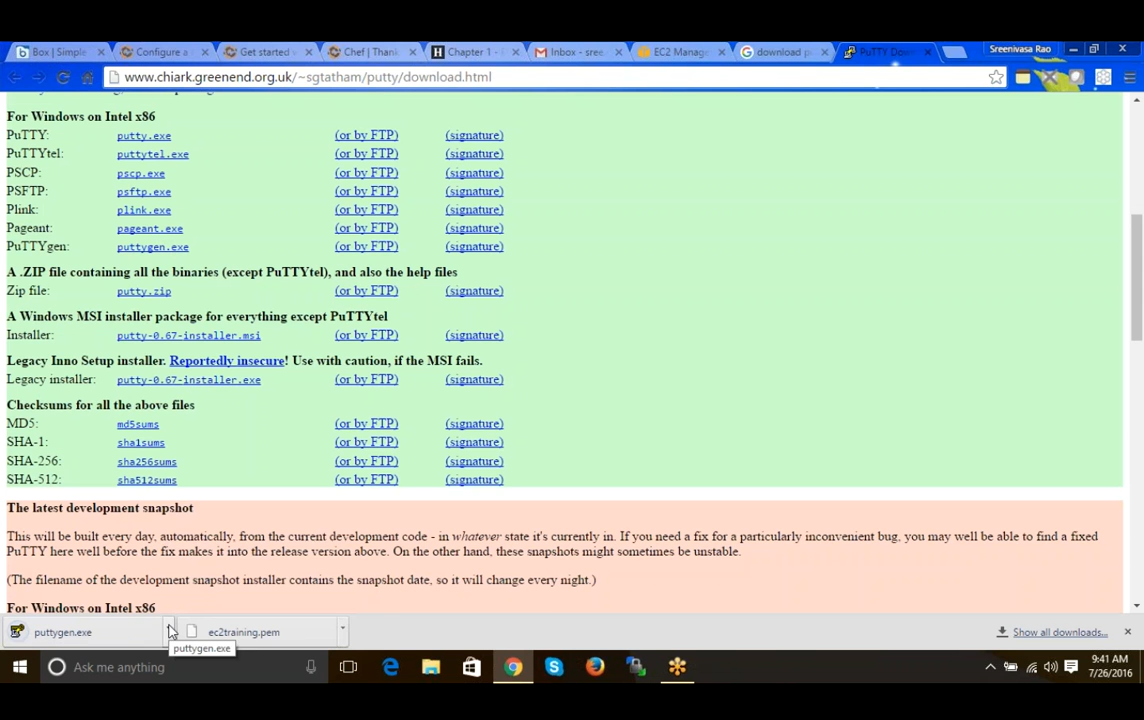 Box | Simple
Configure a
Get started w
Chef | Thank
Chapter 1 -
Inbox - sree
EC2 Manage
download p
PuTTY Down
Sreenivasa Rao
www.chiark.greenend.org.uk/~sgtatham/putty/download.html
For Windows on Intel x86
PuTTY: putty.exe (or by FTP) (signature)
PuTTYtel: puttytel.exe (or by FTP) (signature)
PSCP: pscp.exe (or by FTP) (signature)
PSFTP: psftp.exe (or by FTP) (signature)
Plink: plink.exe (or by FTP) (signature)
Pageant: pageant.exe (or by FTP) (signature)
PuTTYgen: puttygen.exe (or by FTP) (signature)
A .ZIP file containing all the binaries (except PuTTYtel), and also the help files
Zip file: putty.zip (or by FTP) (signature)
A Windows MSI installer package for everything except PuTTYtel
Installer: putty-0.67-installer.msi (or by FTP) (signature)
Legacy Inno Setup installer. Reportedly insecure! Use with caution, if the MSI fails.
Legacy installer: putty-0.67-installer.exe (or by FTP) (signature)
Checksums for all the above files
MD5: md5sums (or by FTP) (signature)
SHA-1: sha1sums (or by FTP) (signature)
SHA-256: sha256sums (or by FTP) (signature)
SHA-512: sha512sums (or by FTP) (signature)
The latest development snapshot
This will be built every day, automatically, from the current development code - in whatever state it's currently in. If you need a fix for a particularly inconvenient bug, you may well be able to find a fixed
PuTTY here well before the fix makes it into the release version above. On the other hand, these snapshots might sometimes be unstable.
(The filename of the development snapshot installer contains the snapshot date, so it will change every night.)
For Windows on Intel x86
puttygen.exe
ec2training.pem
Show all downloads...
puttygen.exe
Ask me anything
9:41 AM
7/26/2016